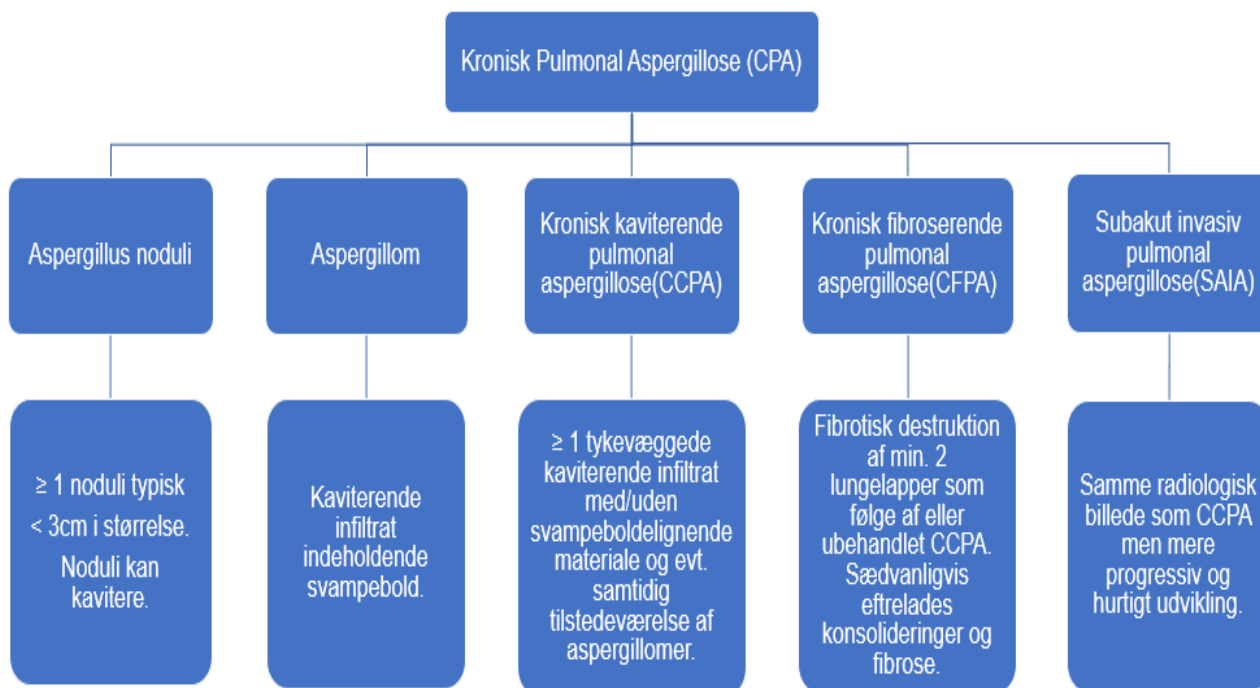 Kronisk Pulmonal Aspergillose (CPA)
Aspergillus noduli
Aspergillom
Kronisk kaviterende
pulmonal
aspergillose(CCPA)
Kronisk fibroserende
pulmonal
aspergillose(CFPA)
Subakut invasiv
pulmonal
aspergillose(SAIA)
≥ 1 noduli typisk
< 3cm i størrelse.
Noduli kan
kavitere.
Kaviterende
infiltrat
indeholdende
svampebold.
≥ 1 tykevæggede
kaviterende infiltrat
med/uden
svampeboldelignende
materiale og evt.
samtidig
tilstedeværelse af
aspergillomer.
Fibrotisk destruktion
af min. 2
lungelapper som
følge af eller
ubehandlet CCPA.
Sædvanligvis
eftrelades
konsolideringer og
fibrose.
Samme radiologisk
billede som CCPA
men mere
progressiv og
hurtigt udvikling.